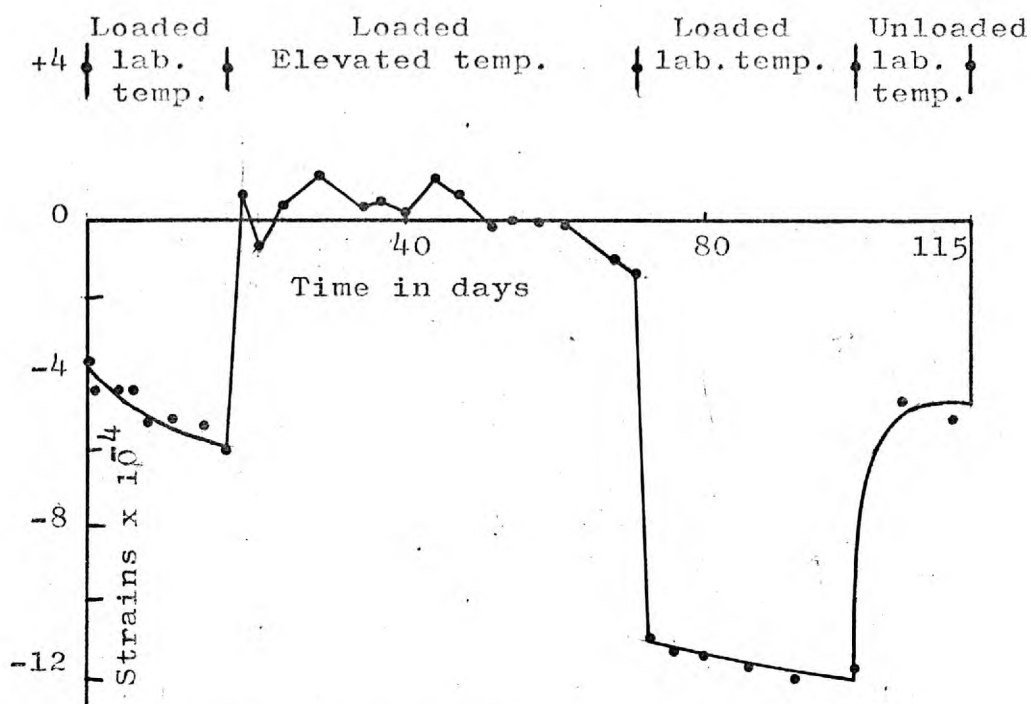 Loaded lab. temp.
Loaded Elevated temp.
Loaded lab.temp.
Unloaded lab. temp.
+4
0
40
80
115
Time in days
-4
-8
-12
Strains x 10-4